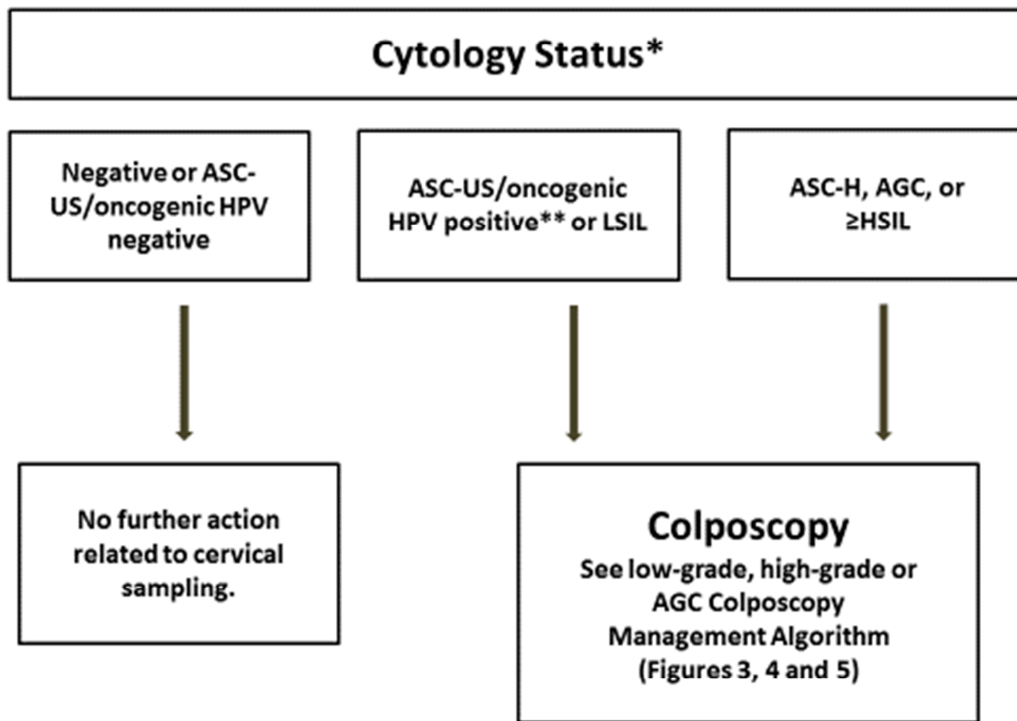 Cytology Status*
Negative or ASC-
US/oncogenic HPV
negative
ASC-US/oncogenic
HPV positive** or LSIL
ASC-H, AGC, or
≥HSIL
No further action
related to cervical
sampling.
Colposcopy
See low-grade, high-grade or
AGC Colposcopy
Management Algorithm
(Figures 3, 4 and 5)